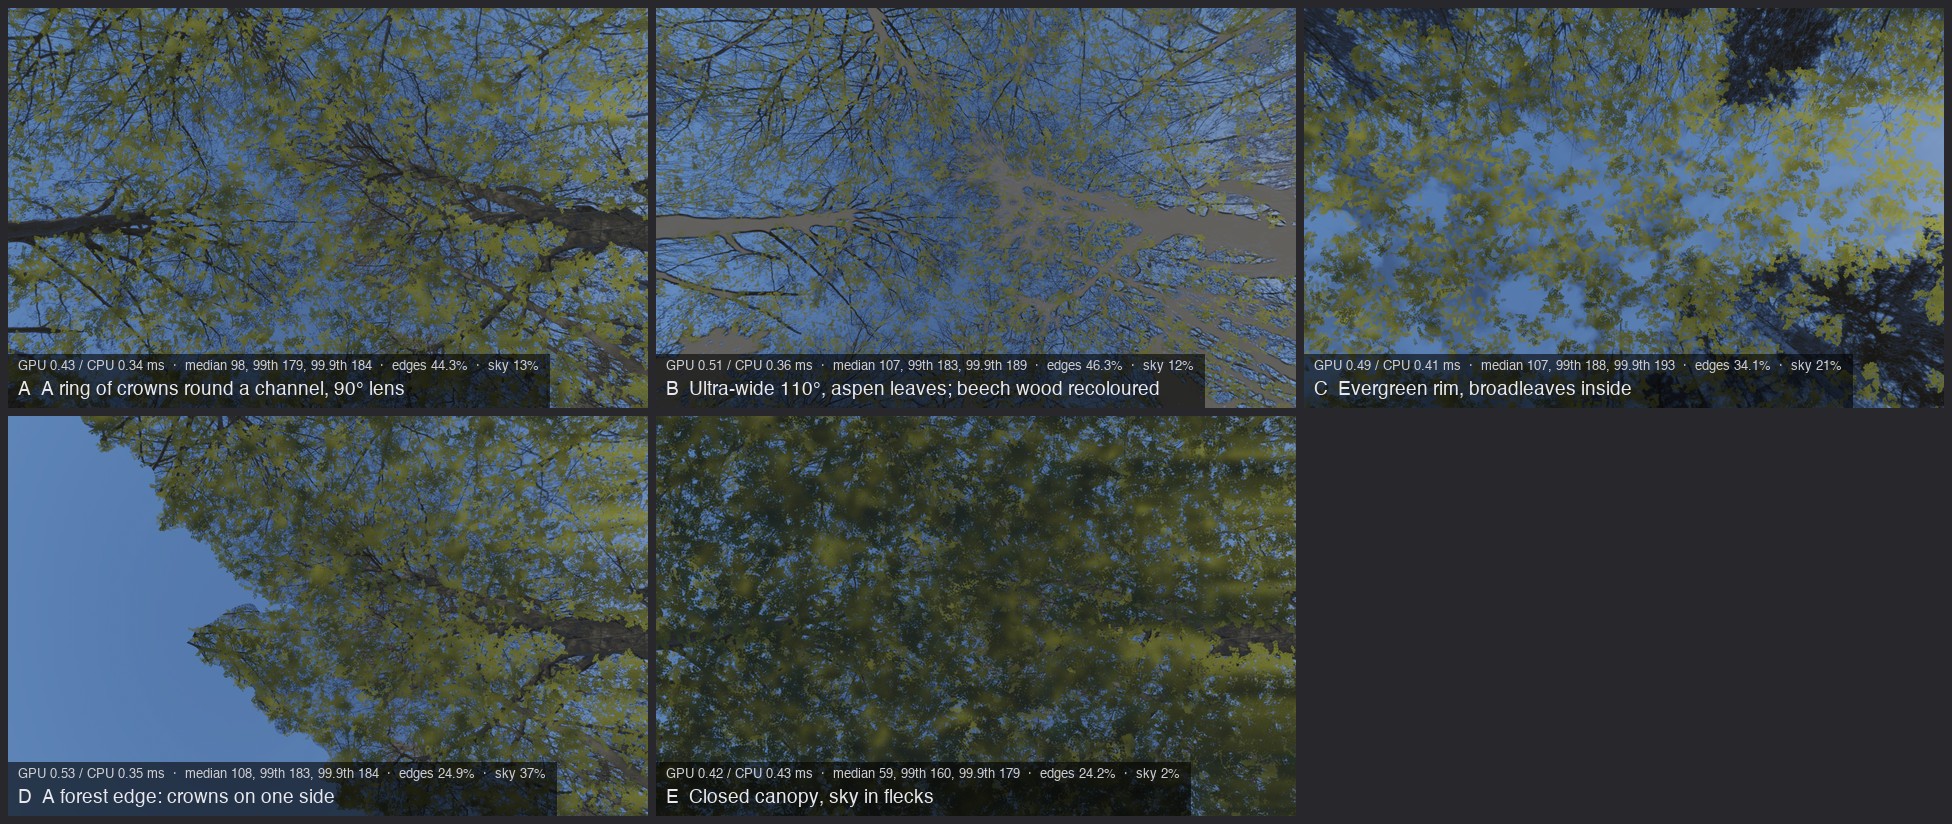 GPU 0.43 / CPU 0.34 ms · median 98, 99th 179, 99.9th 184 · edges 44.3% · sky 13%
A A ring of crowns round a channel, 90° lens
GPU 0.51 / CPU 0.36 ms · median 107, 99th 183, 99.9th 189 · edges 46.3% · sky 12%
B Ultra-wide 110°, aspen leaves; beech wood recoloured
GPU 0.49 / CPU 0.41 ms · median 107, 99th 188, 99.9th 193 · edges 34.1% · sky 21%
C Evergreen rim, broadleaves inside
GPU 0.53 / CPU 0.35 ms · median 108, 99th 183, 99.9th 184 · edges 24.9% · sky 37%
D A forest edge: crowns on one side
GPU 0.42 / CPU 0.43 ms · median 59, 99th 160, 99.9th 179 · edges 24.2% · sky 2%
E Closed canopy, sky in flecks